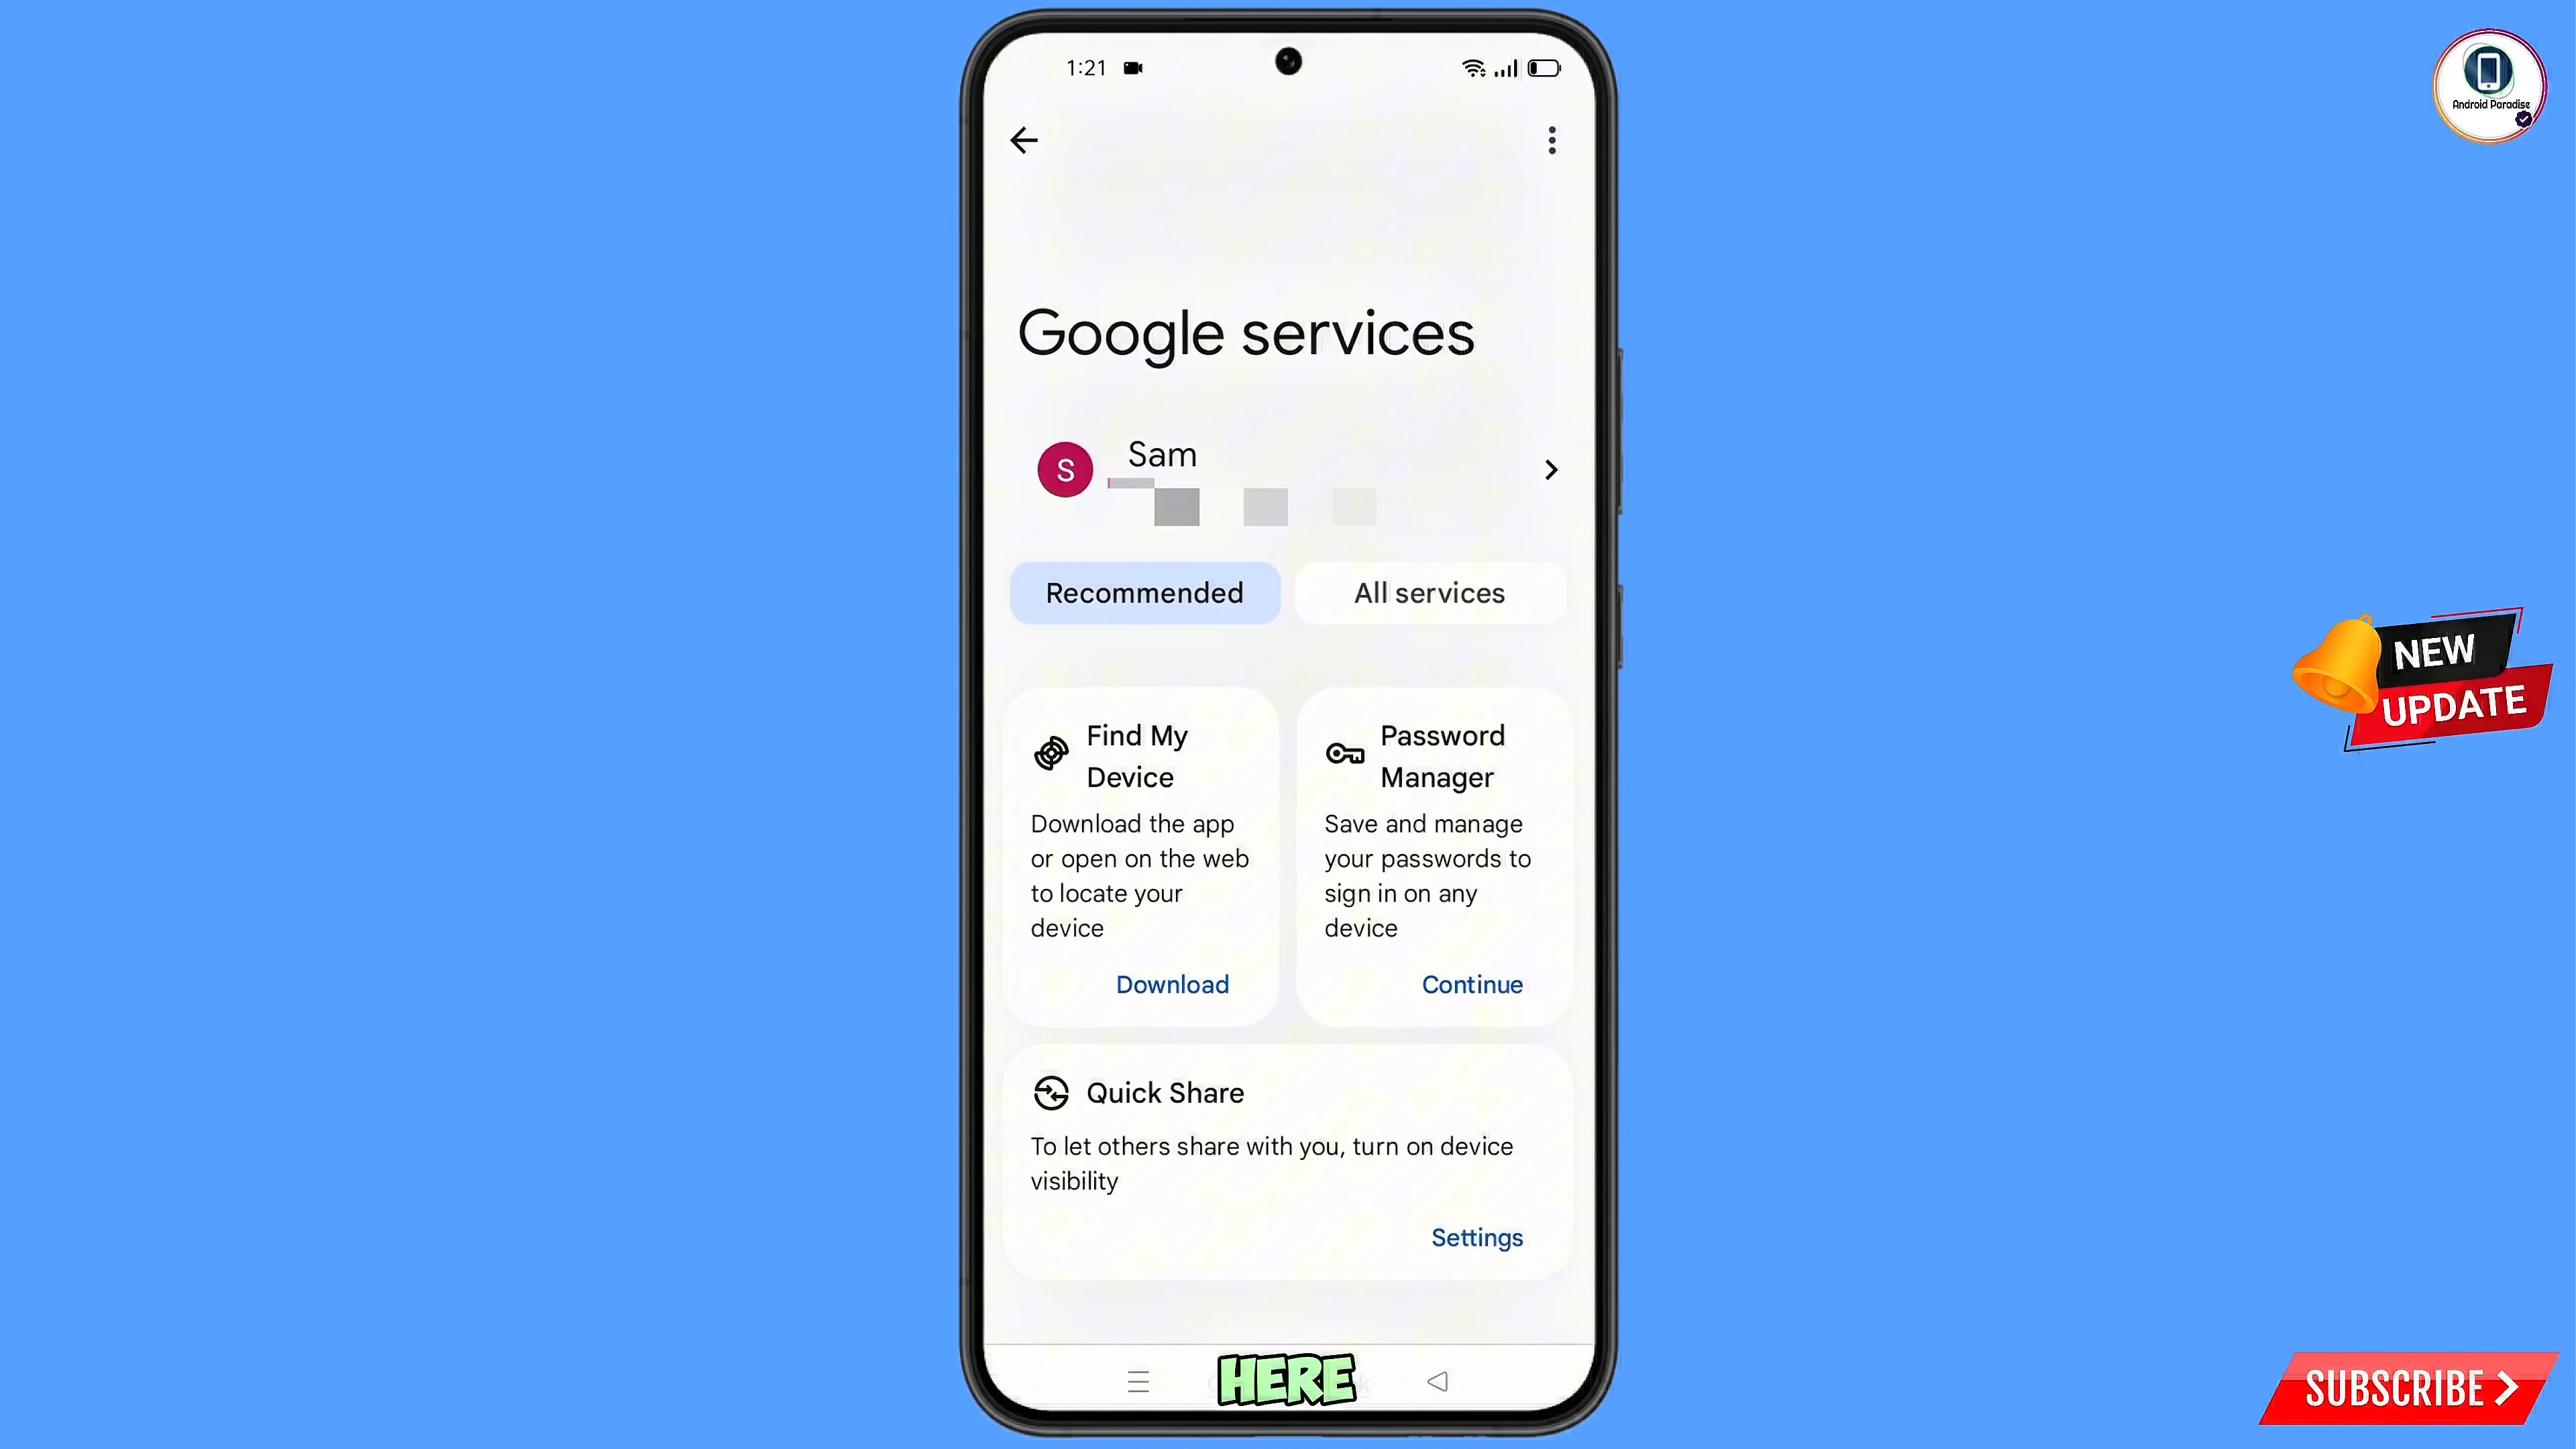 1:21
Android Paradise
Google services
S
Sam
Recommended
All services
Find My
Device
Download the app
or open on the web
to locate your
device
Download
Password
Manager
Save and manage
your passwords to
sign in on any
device
Continue
Quick Share
To let others share with you, turn on device
visibility
Settings
HERE
NEW
UPDATE
SUBSCRIBE